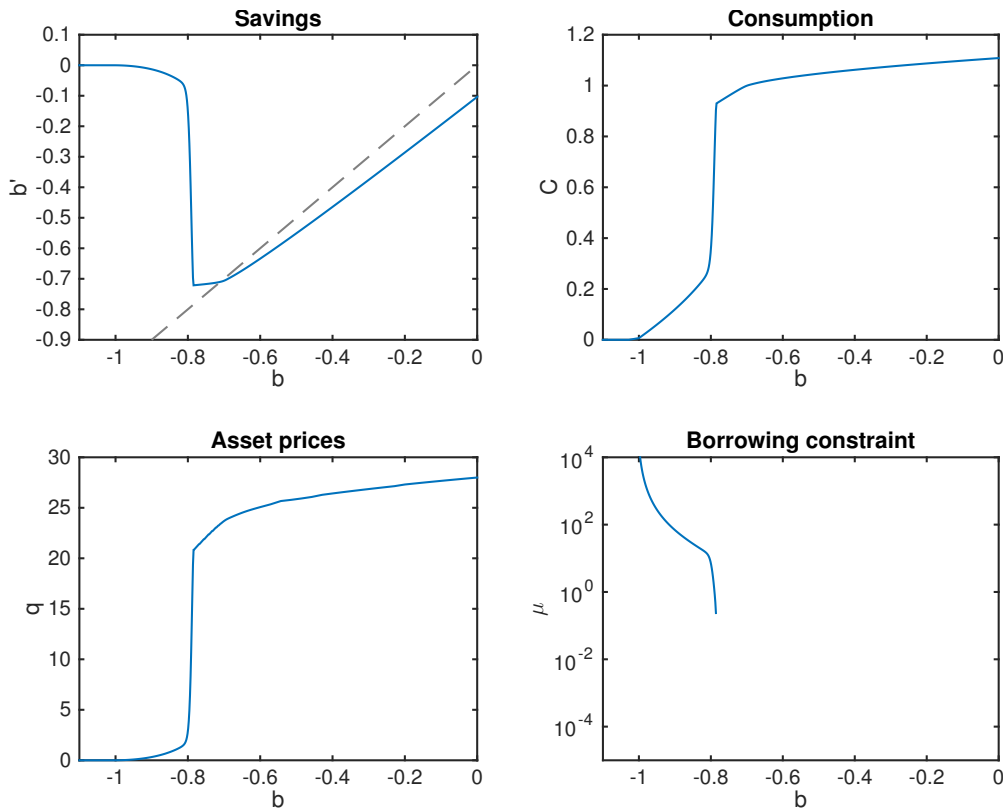 Savings
0.1
0
-0.1
-0.2
-0.3
-0.4
-0.5
-0.6
-0.7
-0.8
-0.9
b'
-1 -0.8 -0.6 -0.4 -0.2 0
b
Consumption
1.2
1
0.8
0.6
0.4
0.2
0
C
-1 -0.8 -0.6 -0.4 -0.2 0
b
Asset prices
30
25
20
15
10
5
0
q
-1 -0.8 -0.6 -0.4 -0.2 0
b
Borrowing constraint
10^4
10^2
10^0
10^-2
10^-4
μ
-1 -0.8 -0.6 -0.4 -0.2 0
b